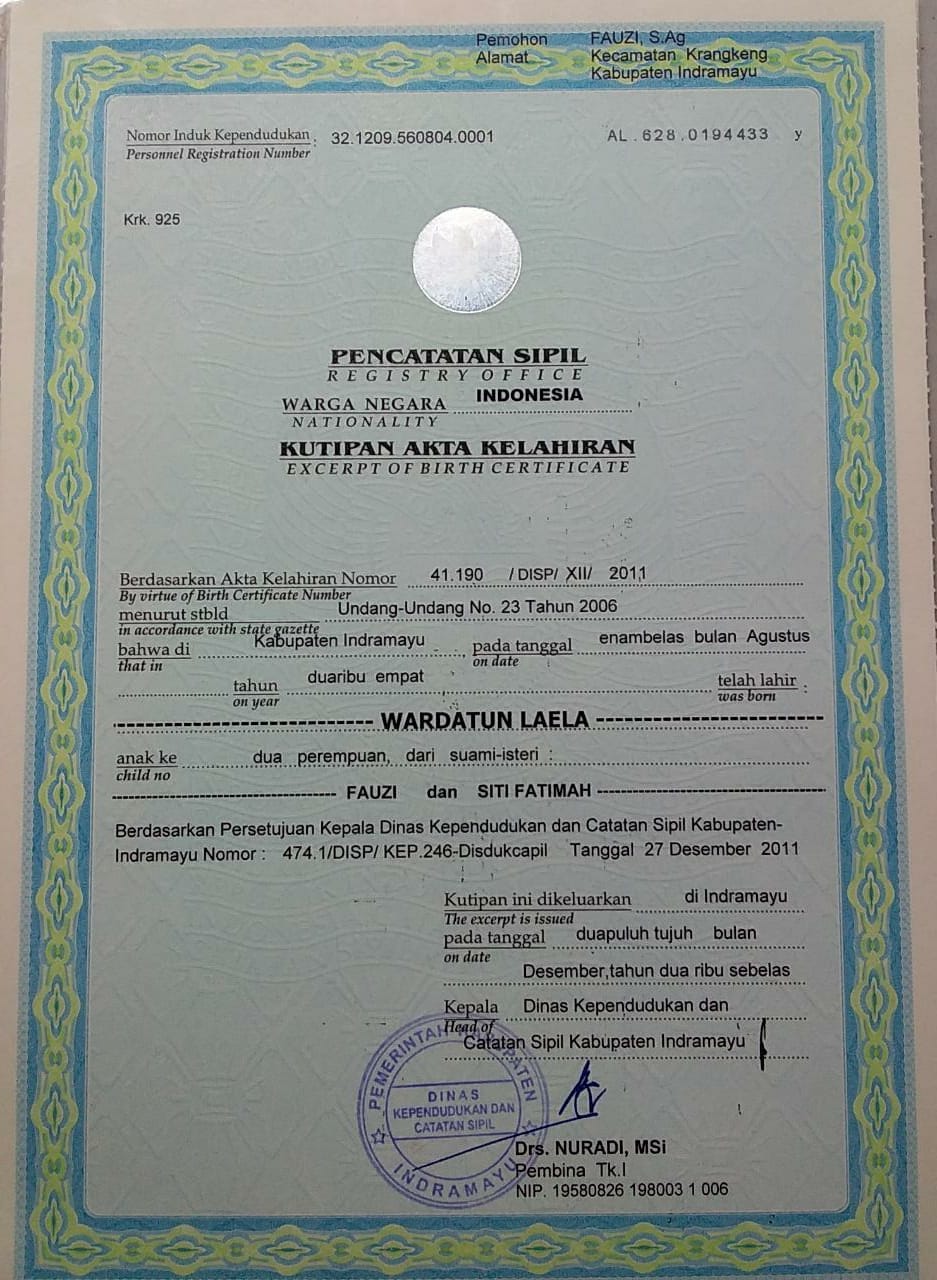 Pemohon FAUZI, S.Ag
Alamat Kecamatan Krangkeng
Kabupaten Indramayu
Nomor Induk Kependudukan : 32.1209.560804.0001 AL . 628 . 0194433 y
Personnel Registration Number
Krk. 925
PENCATATAN SIPIL
REGISTRY OFFICE
WARGA NEGARA INDONESIA
NATIONALITY
KUTIPAN AKTA KELAHIRAN
EXCERPT OF BIRTH CERTIFICATE
Berdasarkan Akta Kelahiran Nomor 41.190 / DISP/ XII/ 2011
By virtue of Birth Certificate Number
menurut stbld Undang-Undang No. 23 Tahun 2006
in accordance with state gazette
bahwa di Kabupaten Indramayu pada tanggal enambelas bulan Agustus
that in on date
tahun duaribu empat telah lahir :
on year was born
WARDATUN LAELA
anak ke dua perempuan, dari suami-isteri :
child no
FAUZI dan SITI FATIMAH
Berdasarkan Persetujuan Kepala Dinas Kependudukan dan Catatan Sipil Kabupaten-
Indramayu Nomor : 474.1/DISP/ KEP.246-Disdukcapil Tanggal 27 Desember 2011
Kutipan ini dikeluarkan di Indramayu
The excerpt is issued
pada tanggal duapuluh tujuh bulan
on date
Desember,tahun dua ribu sebelas
Kepala Dinas Kependudukan dan
Head of
Catatan Sipil Kabupaten Indramayu
PEMERINTAH KABUPATEN
DINAS
KEPENDUDUKAN DAN
CATATAN SIPIL
INDRAMAYU
Drs. NURADI, MSi
Pembina Tk.I
NIP. 19580826 198003 1 006